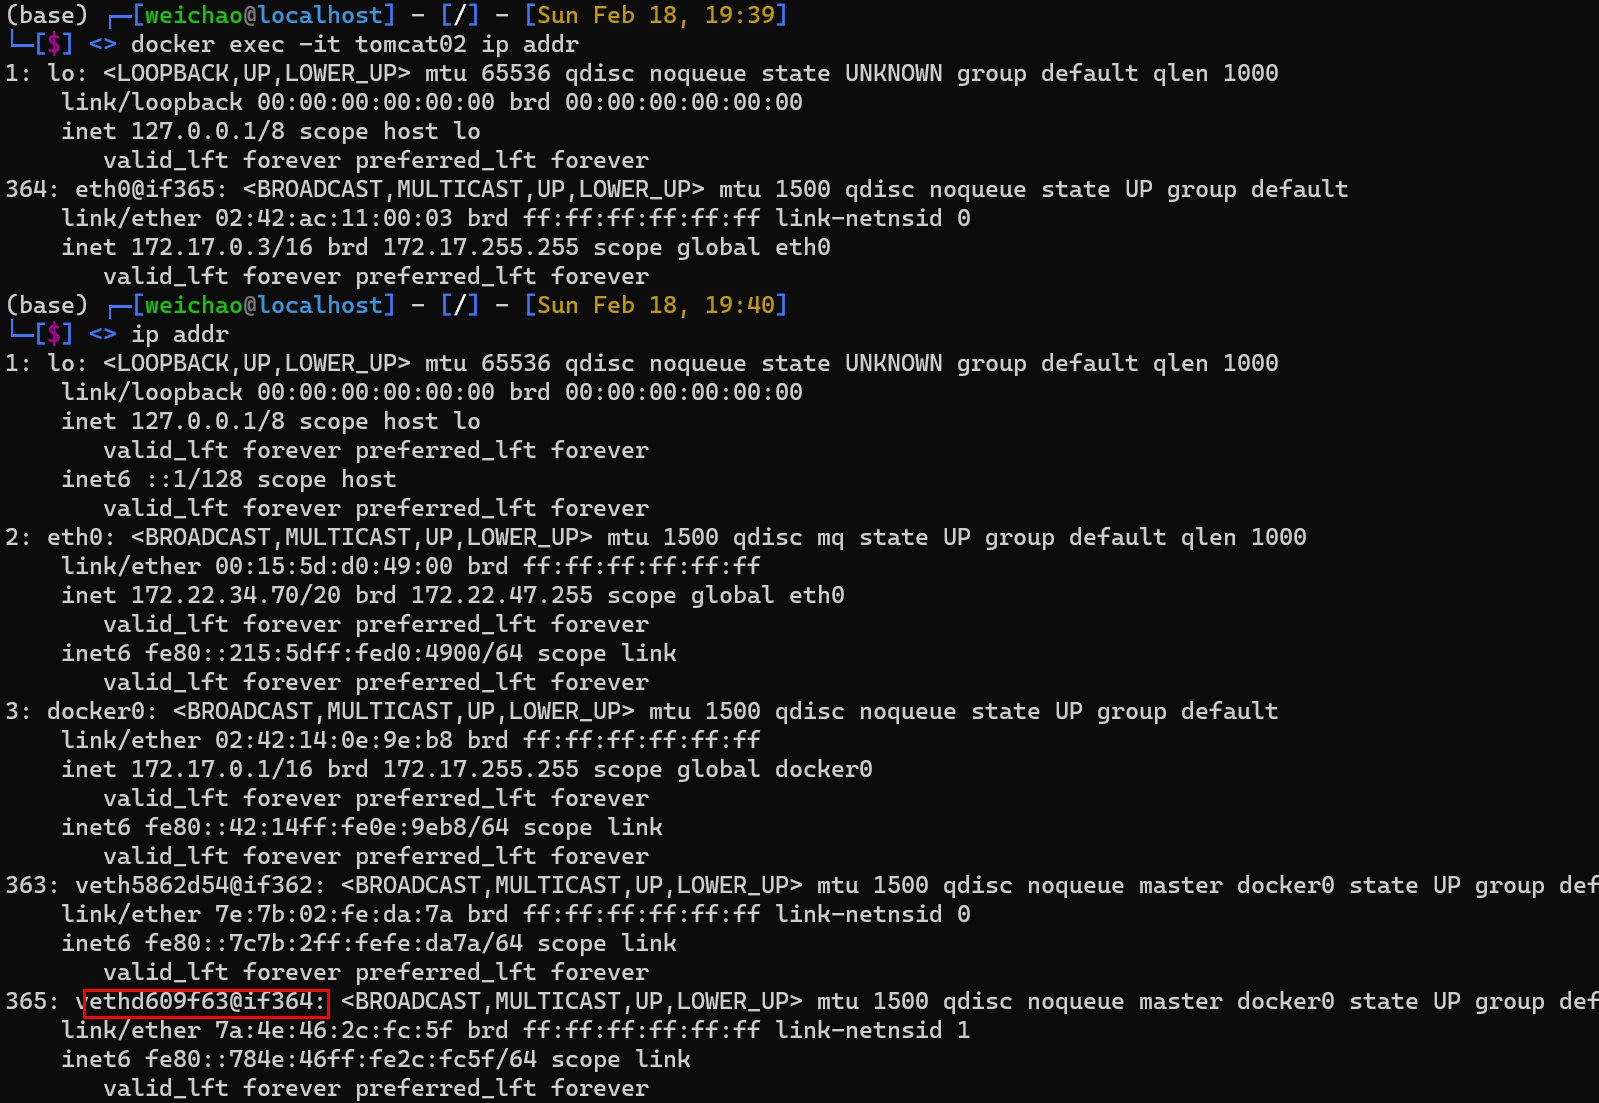 (base) ┌─[weichao@localhost] - [/] - [Sun Feb 18, 19:39]
└─[$] <> docker exec -it tomcat02 ip addr
1: lo: <LOOPBACK,UP,LOWER_UP> mtu 65536 qdisc noqueue state UNKNOWN group default qlen 1000
    link/loopback 00:00:00:00:00:00 brd 00:00:00:00:00:00
    inet 127.0.0.1/8 scope host lo
       valid_lft forever preferred_lft forever
364: eth0@if365: <BROADCAST,MULTICAST,UP,LOWER_UP> mtu 1500 qdisc noqueue state UP group default
    link/ether 02:42:ac:11:00:03 brd ff:ff:ff:ff:ff:ff link-netnsid 0
    inet 172.17.0.3/16 brd 172.17.255.255 scope global eth0
       valid_lft forever preferred_lft forever
(base) ┌─[weichao@localhost] - [/] - [Sun Feb 18, 19:40]
└─[$] <> ip addr
1: lo: <LOOPBACK,UP,LOWER_UP> mtu 65536 qdisc noqueue state UNKNOWN group default qlen 1000
    link/loopback 00:00:00:00:00:00 brd 00:00:00:00:00:00
    inet 127.0.0.1/8 scope host lo
       valid_lft forever preferred_lft forever
    inet6 ::1/128 scope host
       valid_lft forever preferred_lft forever
2: eth0: <BROADCAST,MULTICAST,UP,LOWER_UP> mtu 1500 qdisc mq state UP group default qlen 1000
    link/ether 00:15:5d:d0:49:00 brd ff:ff:ff:ff:ff:ff
    inet 172.22.34.70/20 brd 172.22.47.255 scope global eth0
       valid_lft forever preferred_lft forever
    inet6 fe80::215:5dff:fed0:4900/64 scope link
       valid_lft forever preferred_lft forever
3: docker0: <BROADCAST,MULTICAST,UP,LOWER_UP> mtu 1500 qdisc noqueue state UP group default
    link/ether 02:42:14:0e:9e:b8 brd ff:ff:ff:ff:ff:ff
    inet 172.17.0.1/16 brd 172.17.255.255 scope global docker0
       valid_lft forever preferred_lft forever
    inet6 fe80::42:14ff:fe0e:9eb8/64 scope link
       valid_lft forever preferred_lft forever
363: veth5862d54@if362: <BROADCAST,MULTICAST,UP,LOWER_UP> mtu 1500 qdisc noqueue master docker0 state UP group def
    link/ether 7e:7b:02:fe:da:7a brd ff:ff:ff:ff:ff:ff link-netnsid 0
    inet6 fe80::7c7b:2ff:fefe:da7a/64 scope link
       valid_lft forever preferred_lft forever
365: vethd609f63@if364: <BROADCAST,MULTICAST,UP,LOWER_UP> mtu 1500 qdisc noqueue master docker0 state UP group def
    link/ether 7a:4e:46:2c:fc:5f brd ff:ff:ff:ff:ff:ff link-netnsid 1
    inet6 fe80::784e:46ff:fe2c:fc5f/64 scope link
       valid_lft forever preferred_lft forever